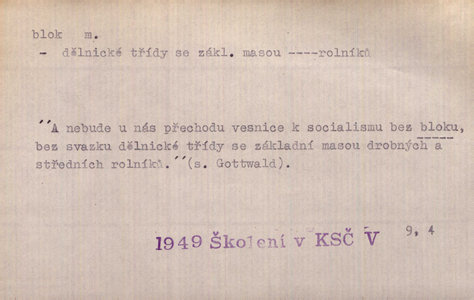 blok m.
- dělnické třídy se zákl. masou ----rolníků
"A nebude u nás přechodu vesnice k socialismu bez bloku,
bez svazku dělnické třídy se základní masou drobných a
středních rolníků."(s. Gottwald).
1949 Školení v KSČ V 9, 4